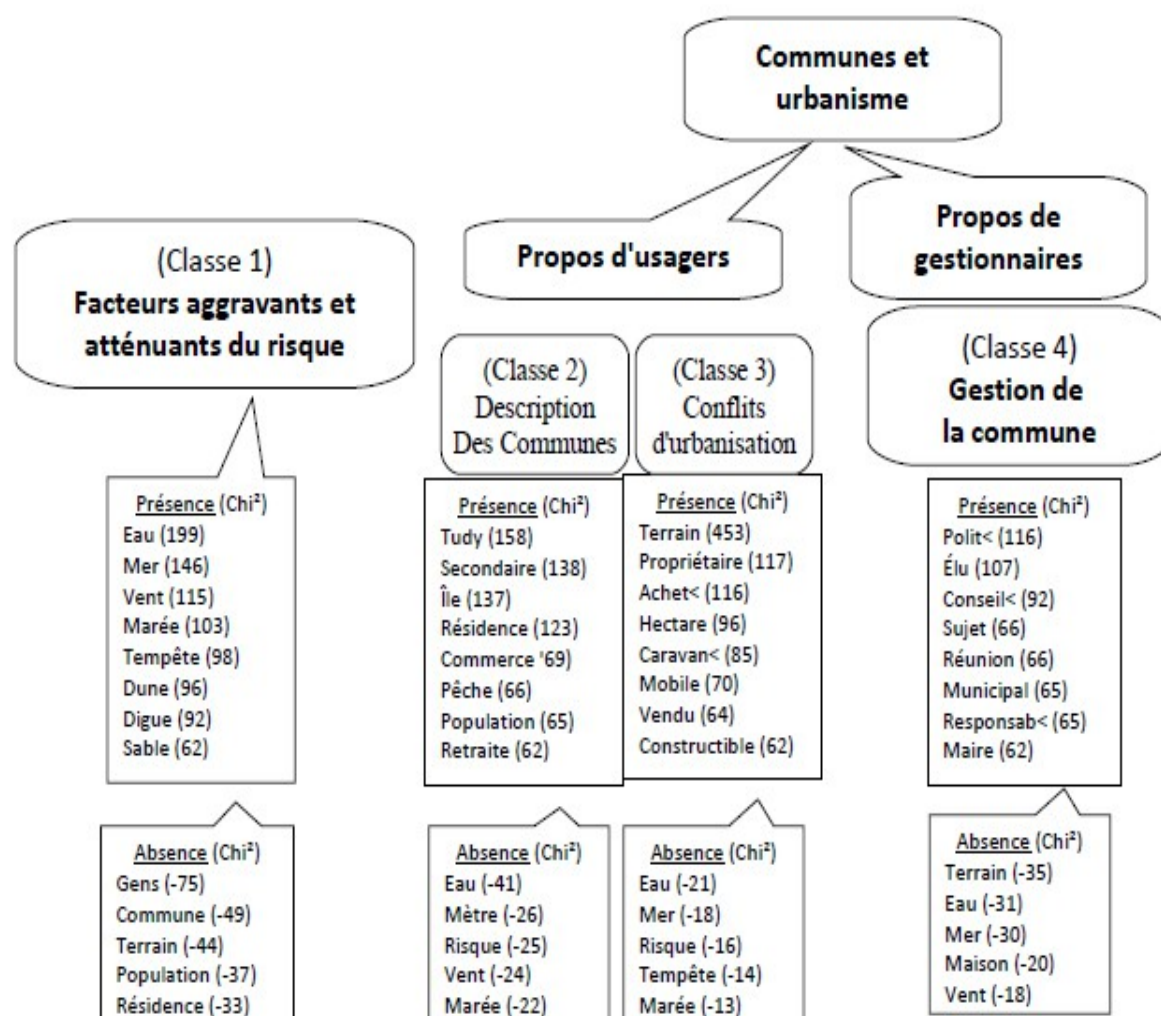 Communes et
urbanisme
Propos d'usagers
Propos de
gestionnaires
(Classe 1)
Facteurs aggravants et
atténuants du risque
(Classe 2)
Description
Des Communes
(Classe 3)
Conflits
d'urbanisation
(Classe 4)
Gestion de
la commune
Présence (Chi²)
Eau (199)
Mer (146)
Vent (115)
Marée (103)
Tempête (98)
Dune (96)
Digue (92)
Sable (62)
Présence (Chi²)
Tudy (158)
Secondaire (138)
Île (137)
Résidence (123)
Commerce '69)
Pêche (66)
Population (65)
Retraite (62)
Présence (Chi²)
Terrain (453)
Propriétaire (117)
Achet< (116)
Hectare (96)
Caravan< (85)
Mobile (70)
Vendu (64)
Constructible (62)
Présence (Chi²)
Polit< (116)
Élu (107)
Conseil< (92)
Sujet (66)
Réunion (66)
Municipal (65)
Responsab< (65)
Maire (62)
Absence (Chi²)
Gens (-75)
Commune (-49)
Terrain (-44)
Population (-37)
Résidence (-33)
Absence (Chi²)
Eau (-41)
Mètre (-26)
Risque (-25)
Vent (-24)
Marée (-22)
Absence (Chi²)
Eau (-21)
Mer (-18)
Risque (-16)
Tempête (-14)
Marée (-13)
Absence (Chi²)
Terrain (-35)
Eau (-31)
Mer (-30)
Maison (-20)
Vent (-18)